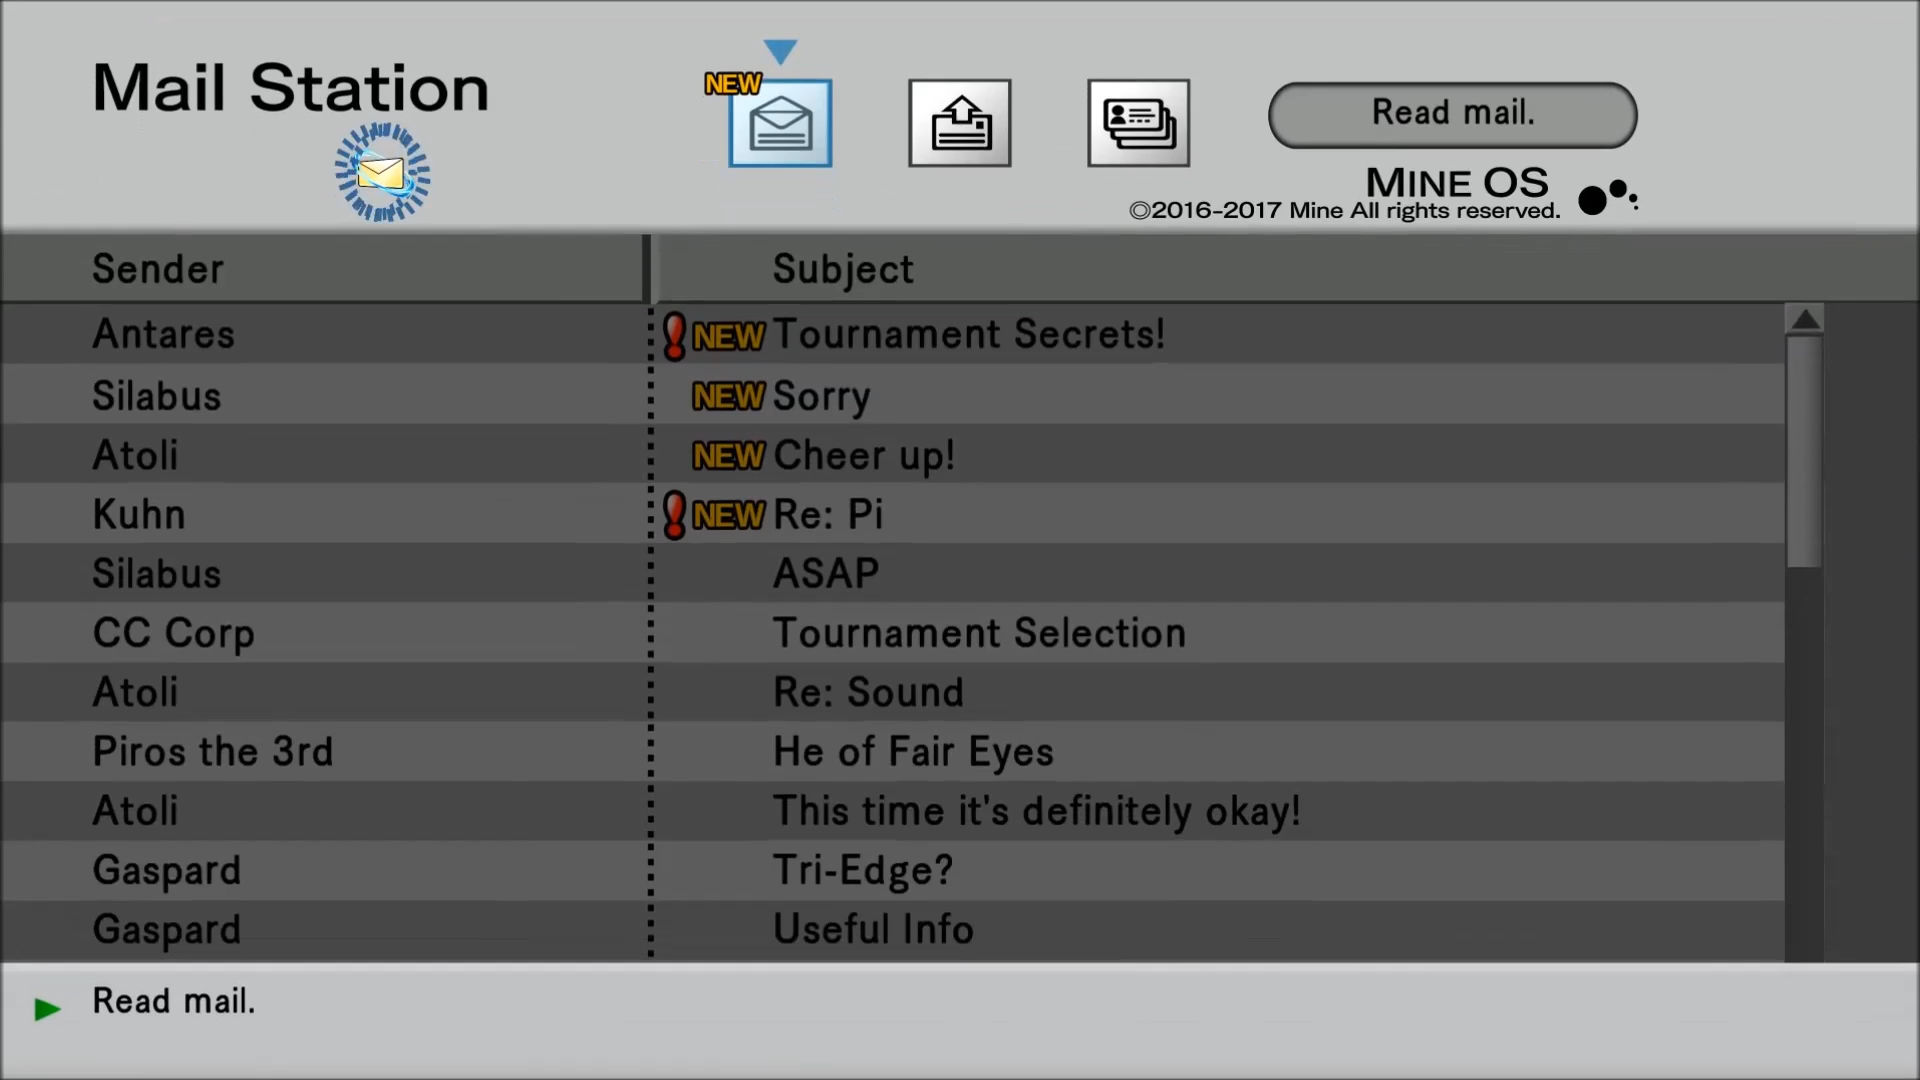 Mail Station
NEW
Read mail.
MINE OS
©2016-2017 Mine All rights reserved.
Sender Subject
Antares NEW Tournament Secrets!
Silabus NEW Sorry
Atoli NEW Cheer up!
Kuhn NEW Re: Pi
Silabus ASAP
CC Corp Tournament Selection
Atoli Re: Sound
Piros the 3rd He of Fair Eyes
Atoli This time it's definitely okay!
Gaspard Tri-Edge?
Gaspard Useful Info
Read mail.